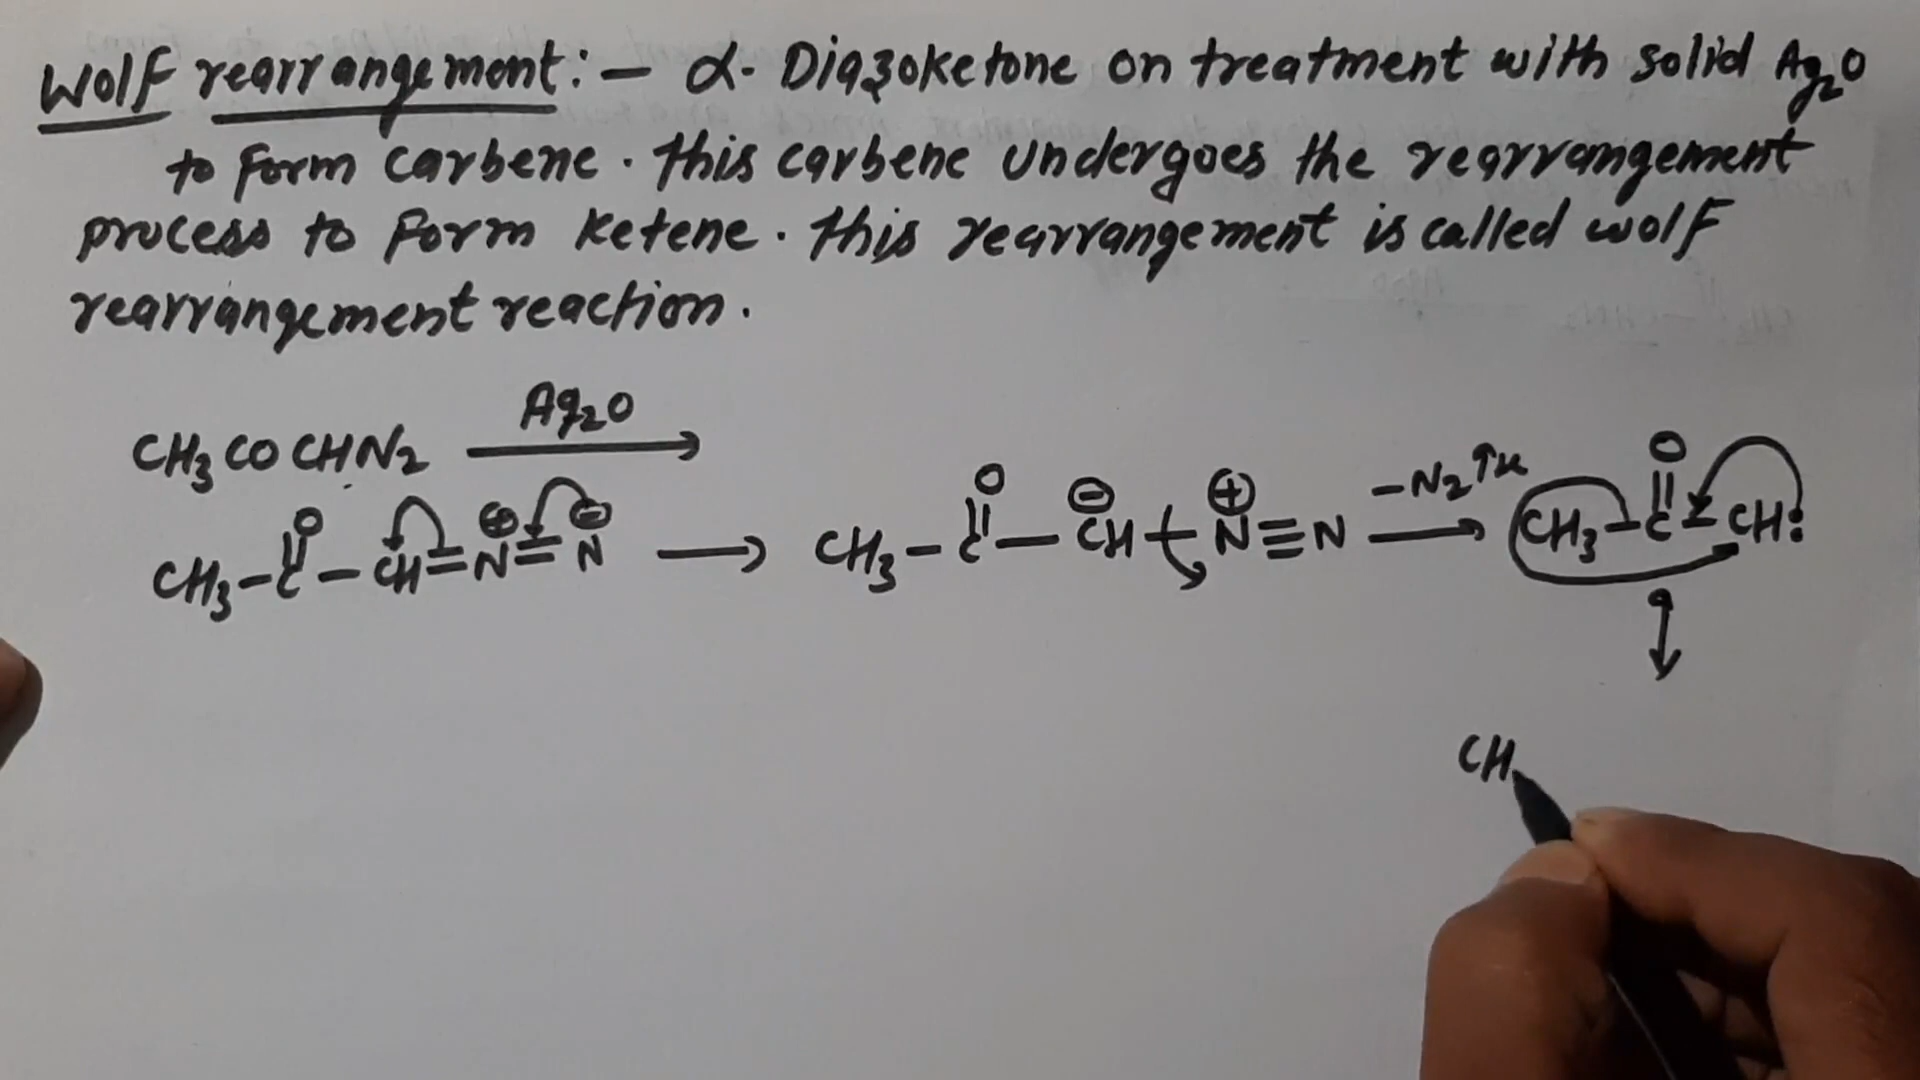 Wolf rearrangement:- α-Diazoketone on treatment with solid Ag2O
to form carbene. this carbene undergoes the rearrangement
process to form ketene. this rearrangement is called wolf
rearrangement reaction.
CH3COCHN2 Ag2O →
CH3-C(=O)-CH=N⊕=N⊖ → CH3-C(=O)-CH⊖-N⊕≡N -N2 ↑ → CH3-C(=O)-CH:
↓
CH